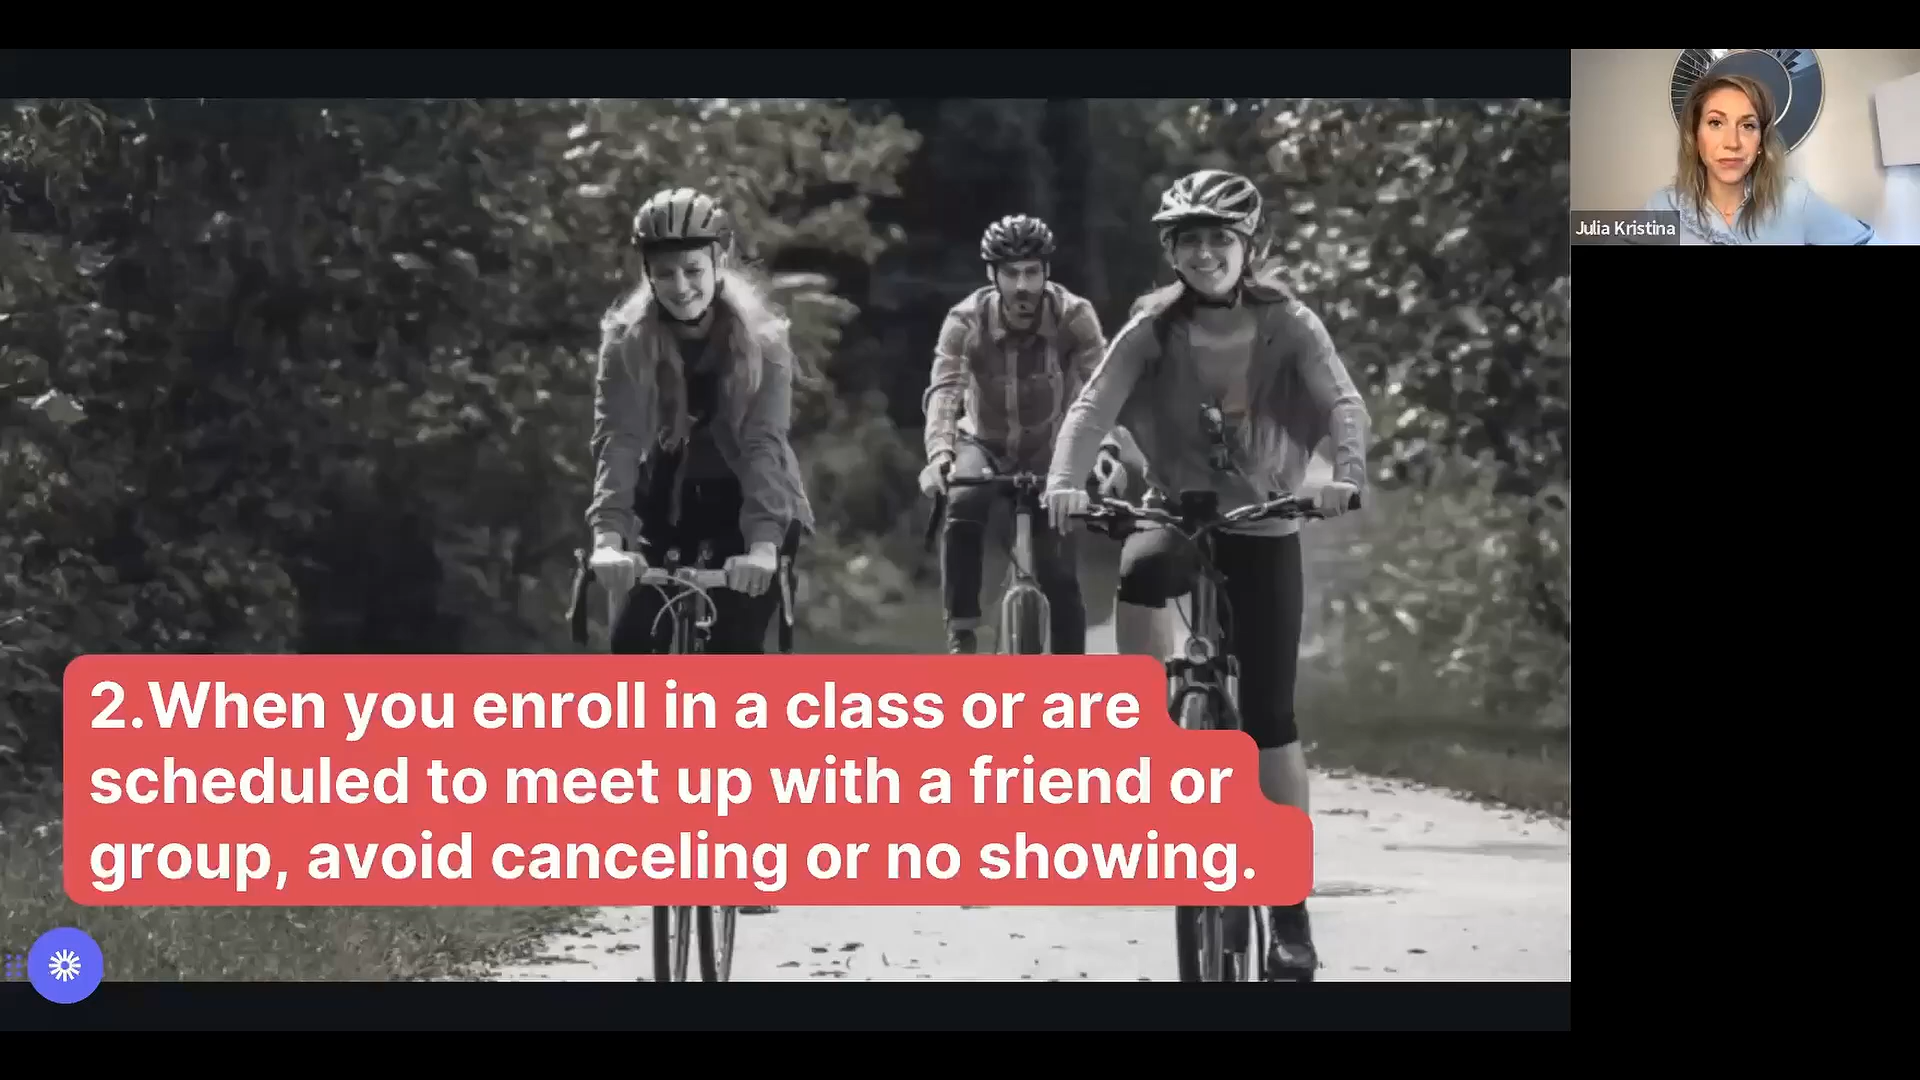 Julia Kristina
2.When you enroll in a class or are
scheduled to meet up with a friend or
group, avoid canceling or no showing.